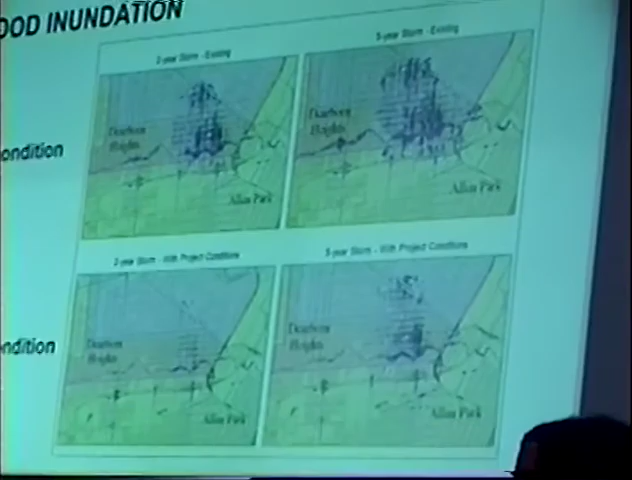 OOD INUNDATION
2-year Storm - Existing
5-year Storm - Existing
Dearborn
Heights
Allen Park
Dearborn
Heights
Allen Park
ondition
2-year Storm - With Project Conditions
5-year Storm - With Project Conditions
Dearborn
Heights
Allen Park
Dearborn
Heights
Allen Park
ndition